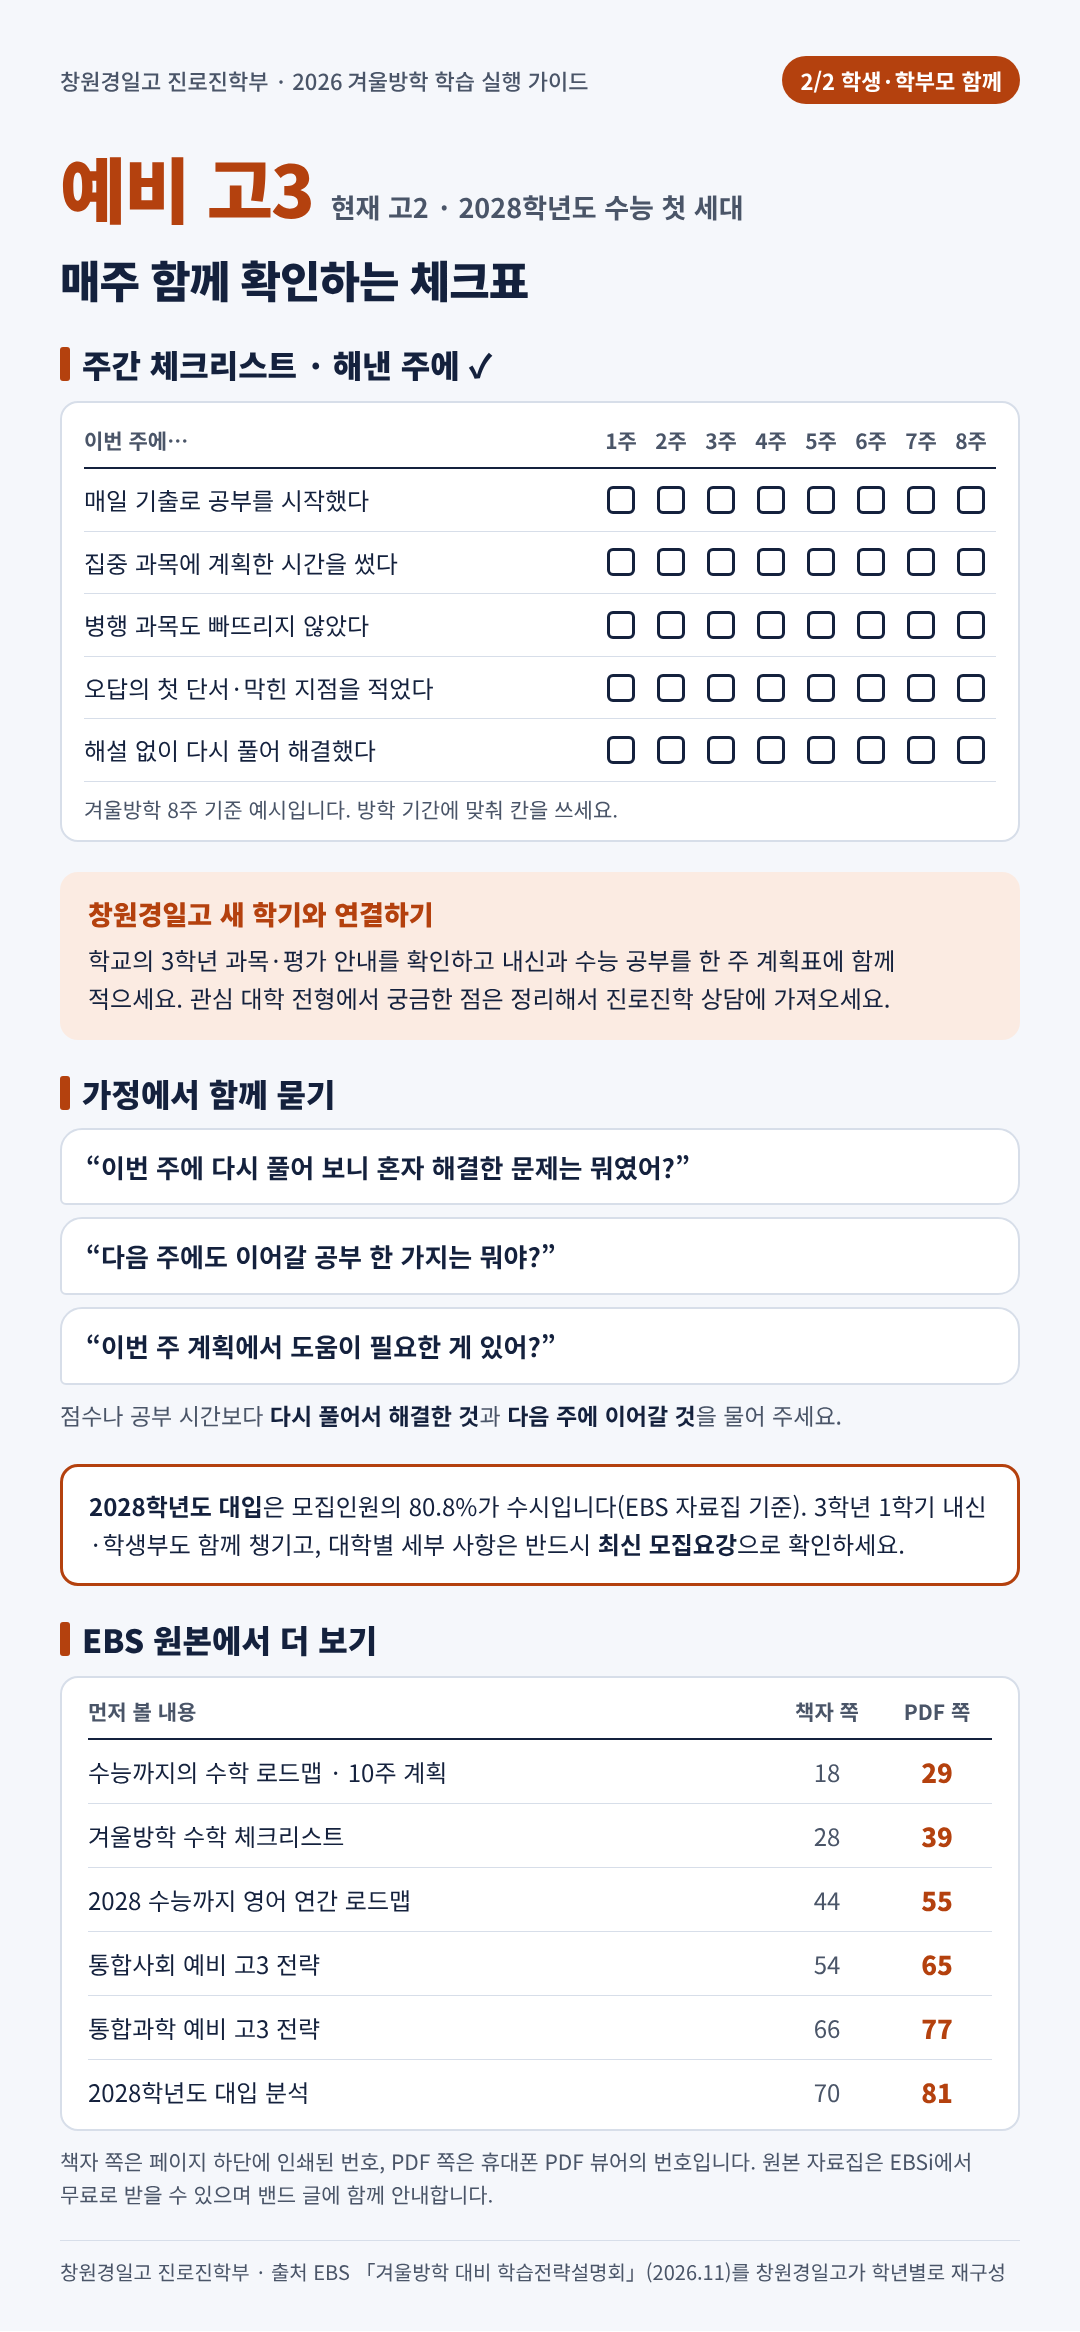 창원경일고 진로진학부 · 2026 겨울방학 학습 실행 가이드
2/2 학생·학부모 함께
예비 고3 현재 고2 · 2028학년도 수능 첫 세대
매주 함께 확인하는 체크표
주간 체크리스트 · 해낸 주에 ✓
이번 주에… 1주 2주 3주 4주 5주 6주 7주 8주
매일 기출로 공부를 시작했다
집중 과목에 계획한 시간을 썼다
병행 과목도 빠뜨리지 않았다
오답의 첫 단서·막힌 지점을 적었다
해설 없이 다시 풀어 해결했다
겨울방학 8주 기준 예시입니다. 방학 기간에 맞춰 칸을 쓰세요.
창원경일고 새 학기와 연결하기
학교의 3학년 과목·평가 안내를 확인하고 내신과 수능 공부를 한 주 계획표에 함께
적으세요. 관심 대학 전형에서 궁금한 점은 정리해서 진로진학 상담에 가져오세요.
가정에서 함께 묻기
“이번 주에 다시 풀어 보니 혼자 해결한 문제는 뭐였어?”
“다음 주에도 이어갈 공부 한 가지는 뭐야?”
“이번 주 계획에서 도움이 필요한 게 있어?”
점수나 공부 시간보다 다시 풀어서 해결한 것과 다음 주에 이어갈 것을 물어 주세요.
2028학년도 대입은 모집인원의 80.8%가 수시입니다(EBS 자료집 기준). 3학년 1학기 내신
·학생부도 함께 챙기고, 대학별 세부 사항은 반드시 최신 모집요강으로 확인하세요.
EBS 원본에서 더 보기
먼저 볼 내용 책자 쪽 PDF 쪽
수능까지의 수학 로드맵 · 10주 계획 18 29
겨울방학 수학 체크리스트 28 39
2028 수능까지 영어 연간 로드맵 44 55
통합사회 예비 고3 전략 54 65
통합과학 예비 고3 전략 66 77
2028학년도 대입 분석 70 81
책자 쪽은 페이지 하단에 인쇄된 번호, PDF 쪽은 휴대폰 PDF 뷰어의 번호입니다. 원본 자료집은 EBSi에서
무료로 받을 수 있으며 밴드 글에 함께 안내합니다.
창원경일고 진로진학부 · 출처 EBS 「겨울방학 대비 학습전략설명회」(2026.11)를 창원경일고가 학년별로 재구성